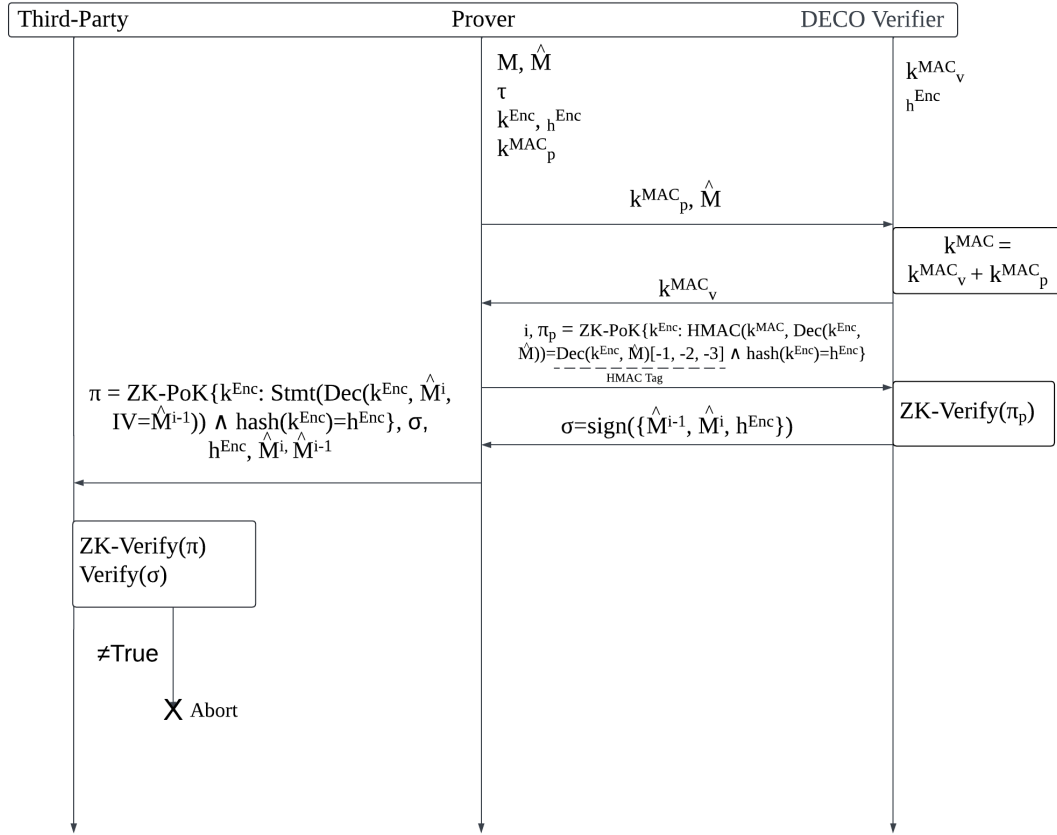 Third-Party Prover DECO Verifier
M, M̂
τ
k^Enc, h^Enc
k^MAC_p
k^MAC_v
h^Enc
k^MAC_p, M̂
k^MAC =
k^MAC_v + k^MAC_p
k^MAC_v
i, π_p = ZK-PoK{k^Enc: HMAC(k^MAC, Dec(k^Enc,
M̂))=Dec(k^Enc, M̂)[-1, -2, -3] ∧ hash(k^Enc)=h^Enc}
HMAC Tag
ZK-Verify(π_p)
σ=sign({M̂^i-1, M̂^i, h^Enc})
π = ZK-PoK{k^Enc: Stmt(Dec(k^Enc, M̂^i,
IV=M̂^i-1)) ∧ hash(k^Enc)=h^Enc}, σ,
h^Enc, M̂^i, M̂^i-1
ZK-Verify(π)
Verify(σ)
≠True
X Abort